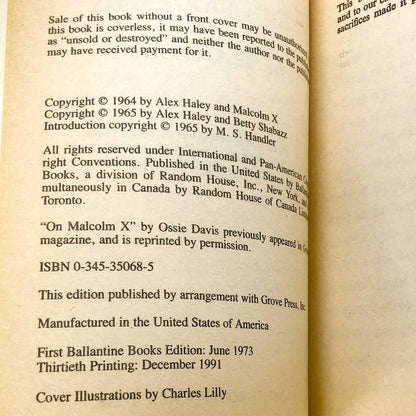 Sale of this book without a front cover may be unauthorized
this book is coverless, it may have been reported to the
as "unsold or destroyed" and neither the author nor the
may have received payment for it.
Copyright © 1964 by Alex Haley and Malcolm X
Copyright © 1965 by Alex Haley and Betty Shabazz
Introduction copyright © 1965 by M. S. Handler
All rights reserved under International and Pan-American
right Conventions. Published in the United States by
Books, a division of Random House, Inc., New York, and
multaneously in Canada by Random House of Canada
Toronto.
"On Malcolm X" by Ossie Davis previously appeared in
magazine, and is reprinted by permission.
ISBN 0-345-35068-5
This edition published by arrangement with Grove Press, Inc.
Manufactured in the United States of America
First Ballantine Books Edition: June 1973
Thirtieth Printing: December 1991
Cover Illustrations by Charles Lilly
This
and to our
sacrifices made it